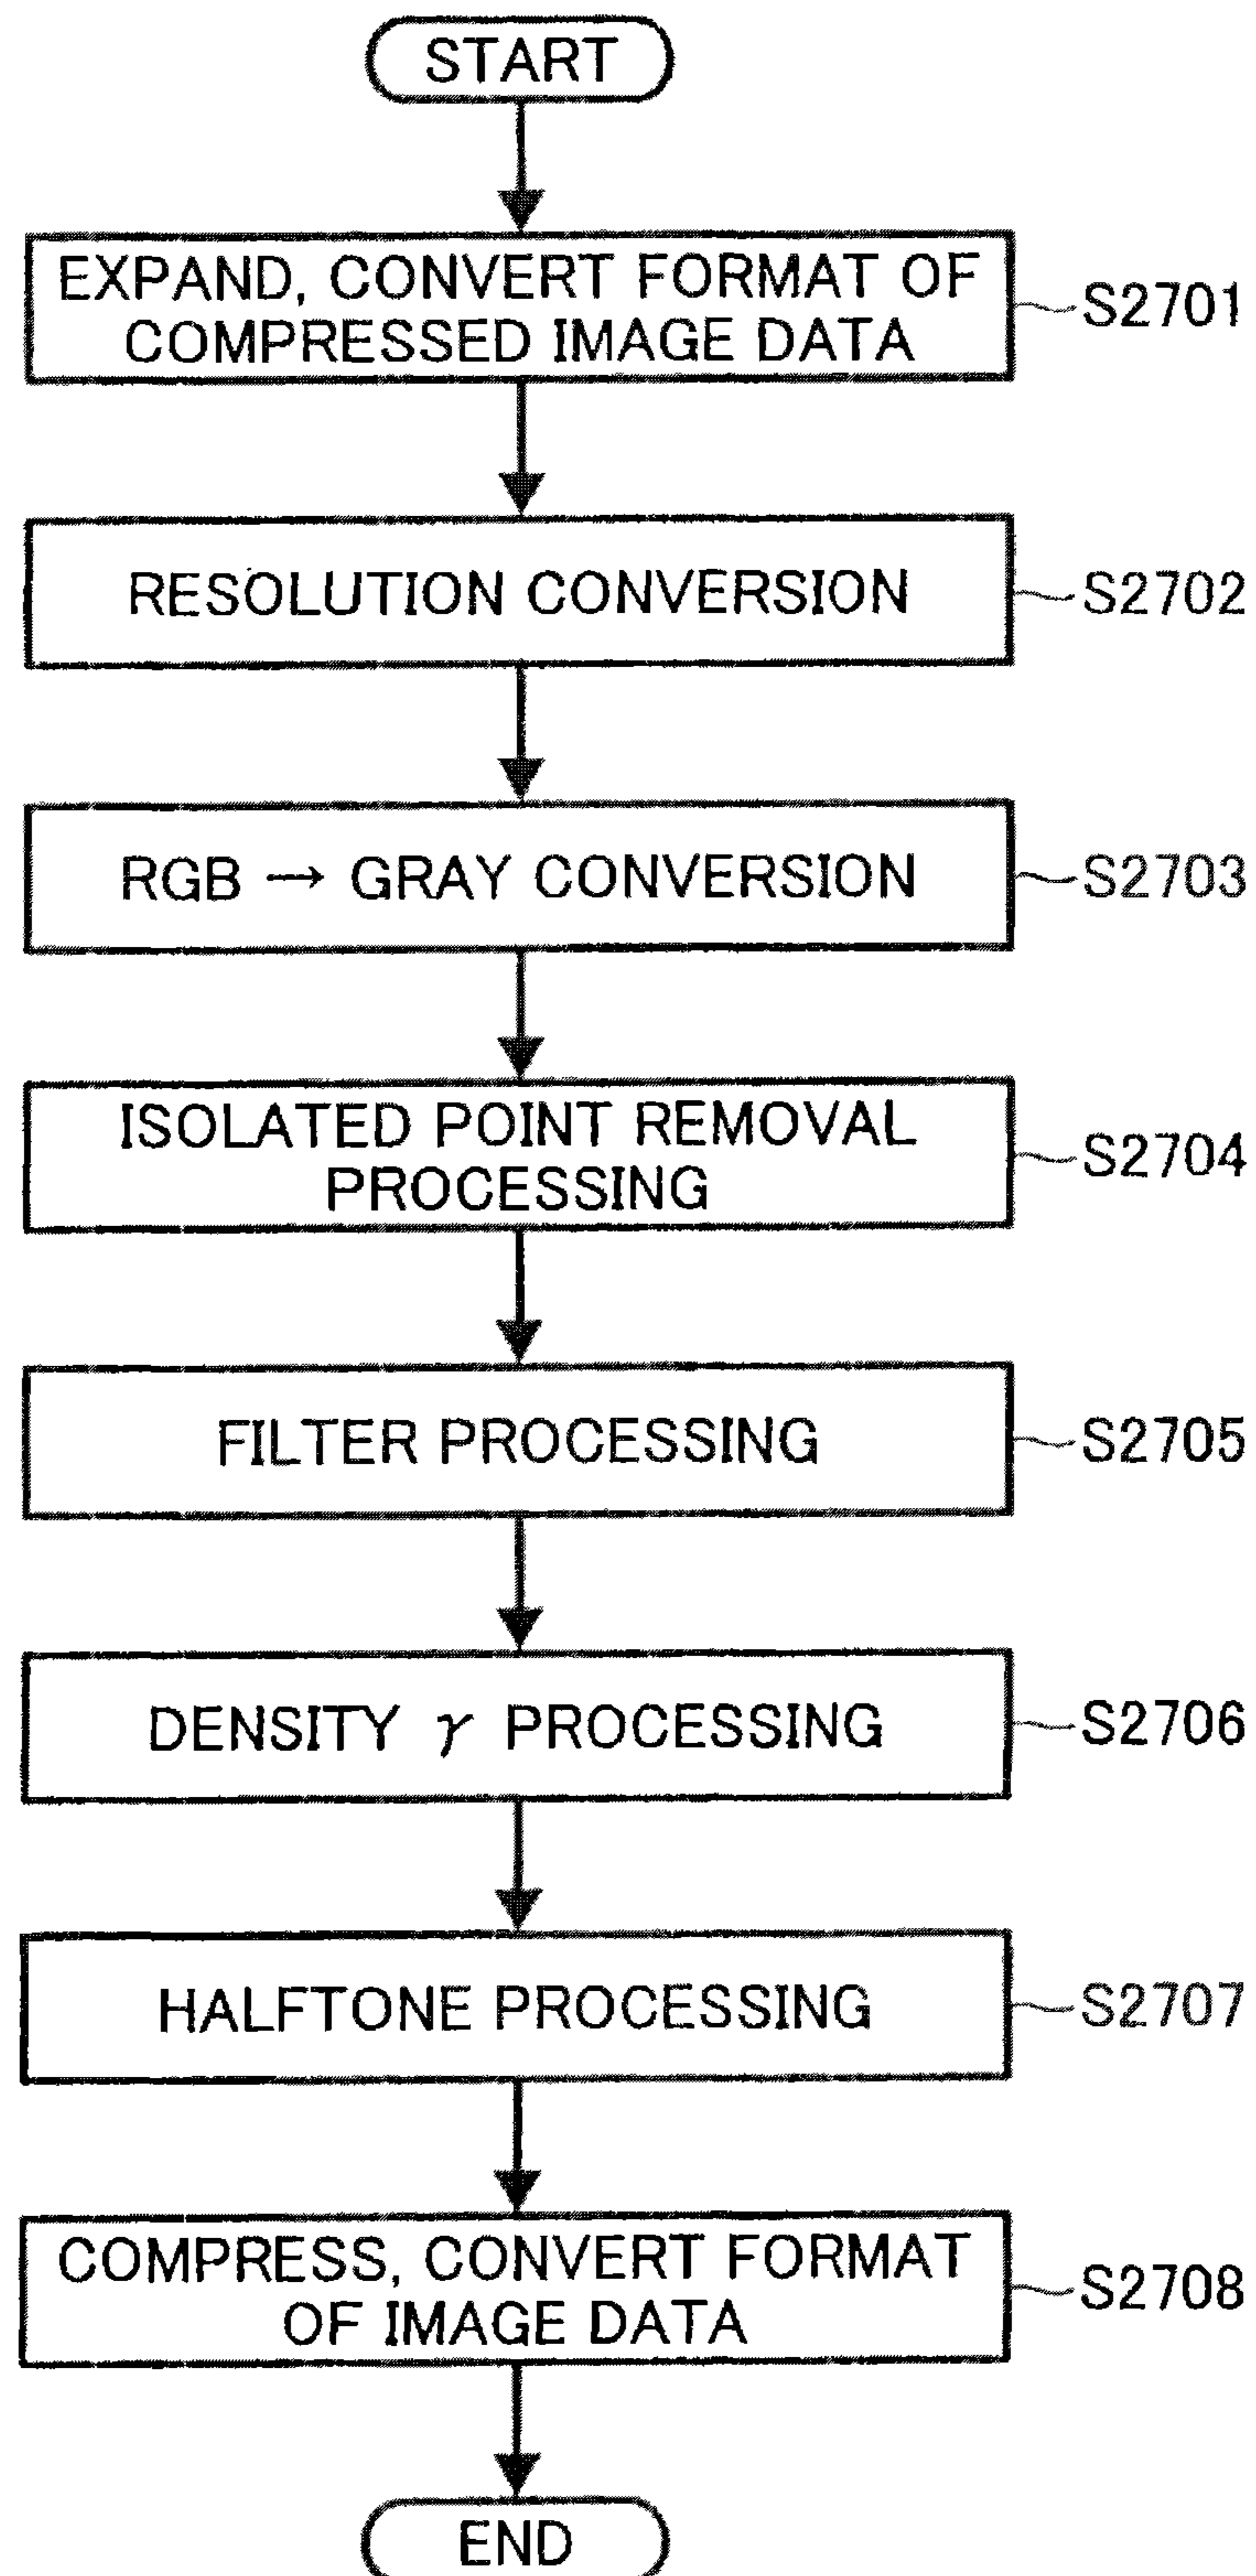 START
EXPAND, CONVERT FORMAT OF
COMPRESSED IMAGE DATA
S2701
RESOLUTION CONVERSION
S2702
RGB → GRAY CONVERSION
S2703
ISOLATED POINT REMOVAL
PROCESSING
S2704
FILTER PROCESSING
S2705
DENSITY γ PROCESSING
S2706
HALFTONE PROCESSING
S2707
COMPRESS, CONVERT FORMAT
OF IMAGE DATA
S2708
END